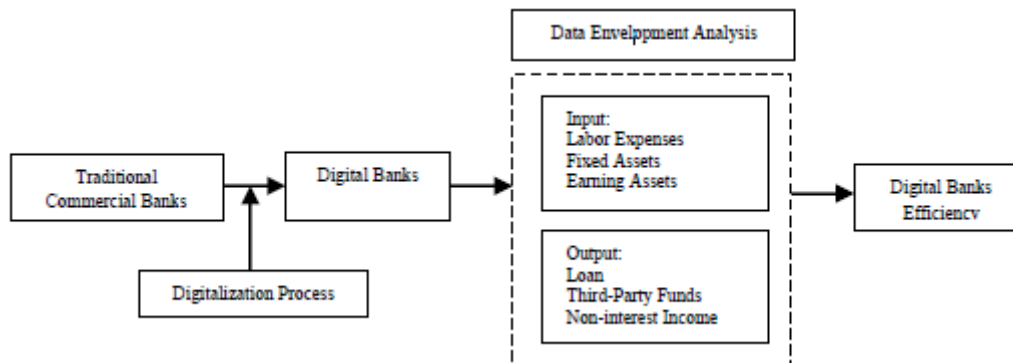 Data Envelppment Analysis
Input:
Labor Expenses
Fixed Assets
Earning Assets
Traditional
Commercial Banks
Digital Banks
Digital Banks
Efficiency
Output:
Loan
Third-Party Funds
Non-interest Income
Digitalization Process